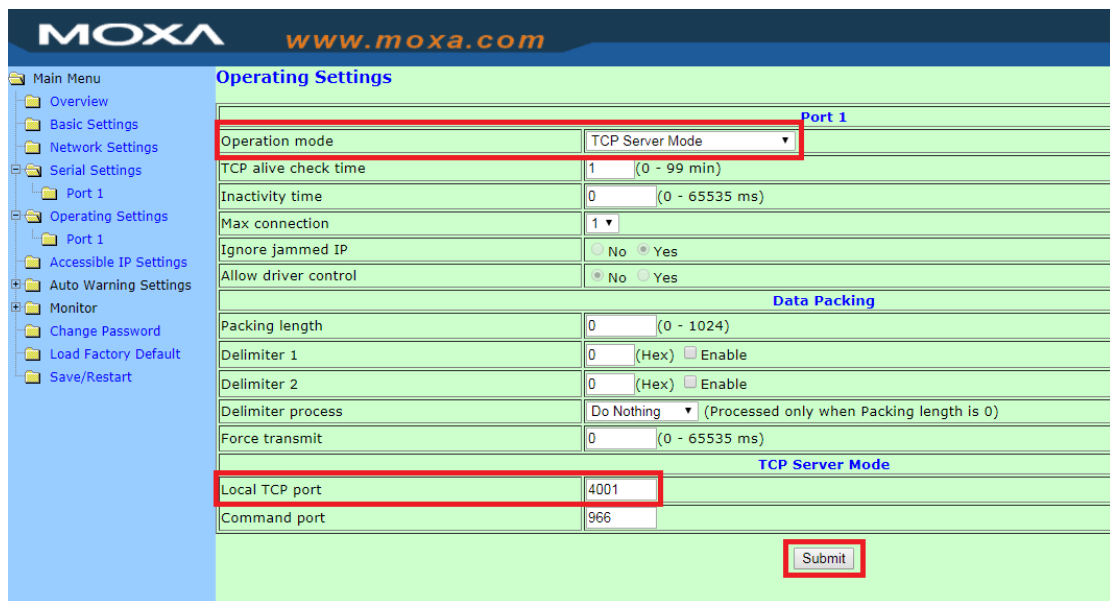 MOXA www.moxa.com
Main Menu
Overview
Basic Settings
Network Settings
Serial Settings
Port 1
Operating Settings
Port 1
Accessible IP Settings
Auto Warning Settings
Monitor
Change Password
Load Factory Default
Save/Restart
Operating Settings
Port 1
Operation mode TCP Server Mode
TCP alive check time 1 (0 - 99 min)
Inactivity time 0 (0 - 65535 ms)
Max connection 1
Ignore jammed IP No Yes
Allow driver control No Yes
Data Packing
Packing length 0 (0 - 1024)
Delimiter 1 0 (Hex) Enable
Delimiter 2 0 (Hex) Enable
Delimiter process Do Nothing (Processed only when Packing length is 0)
Force transmit 0 (0 - 65535 ms)
TCP Server Mode
Local TCP port 4001
Command port 966
Submit